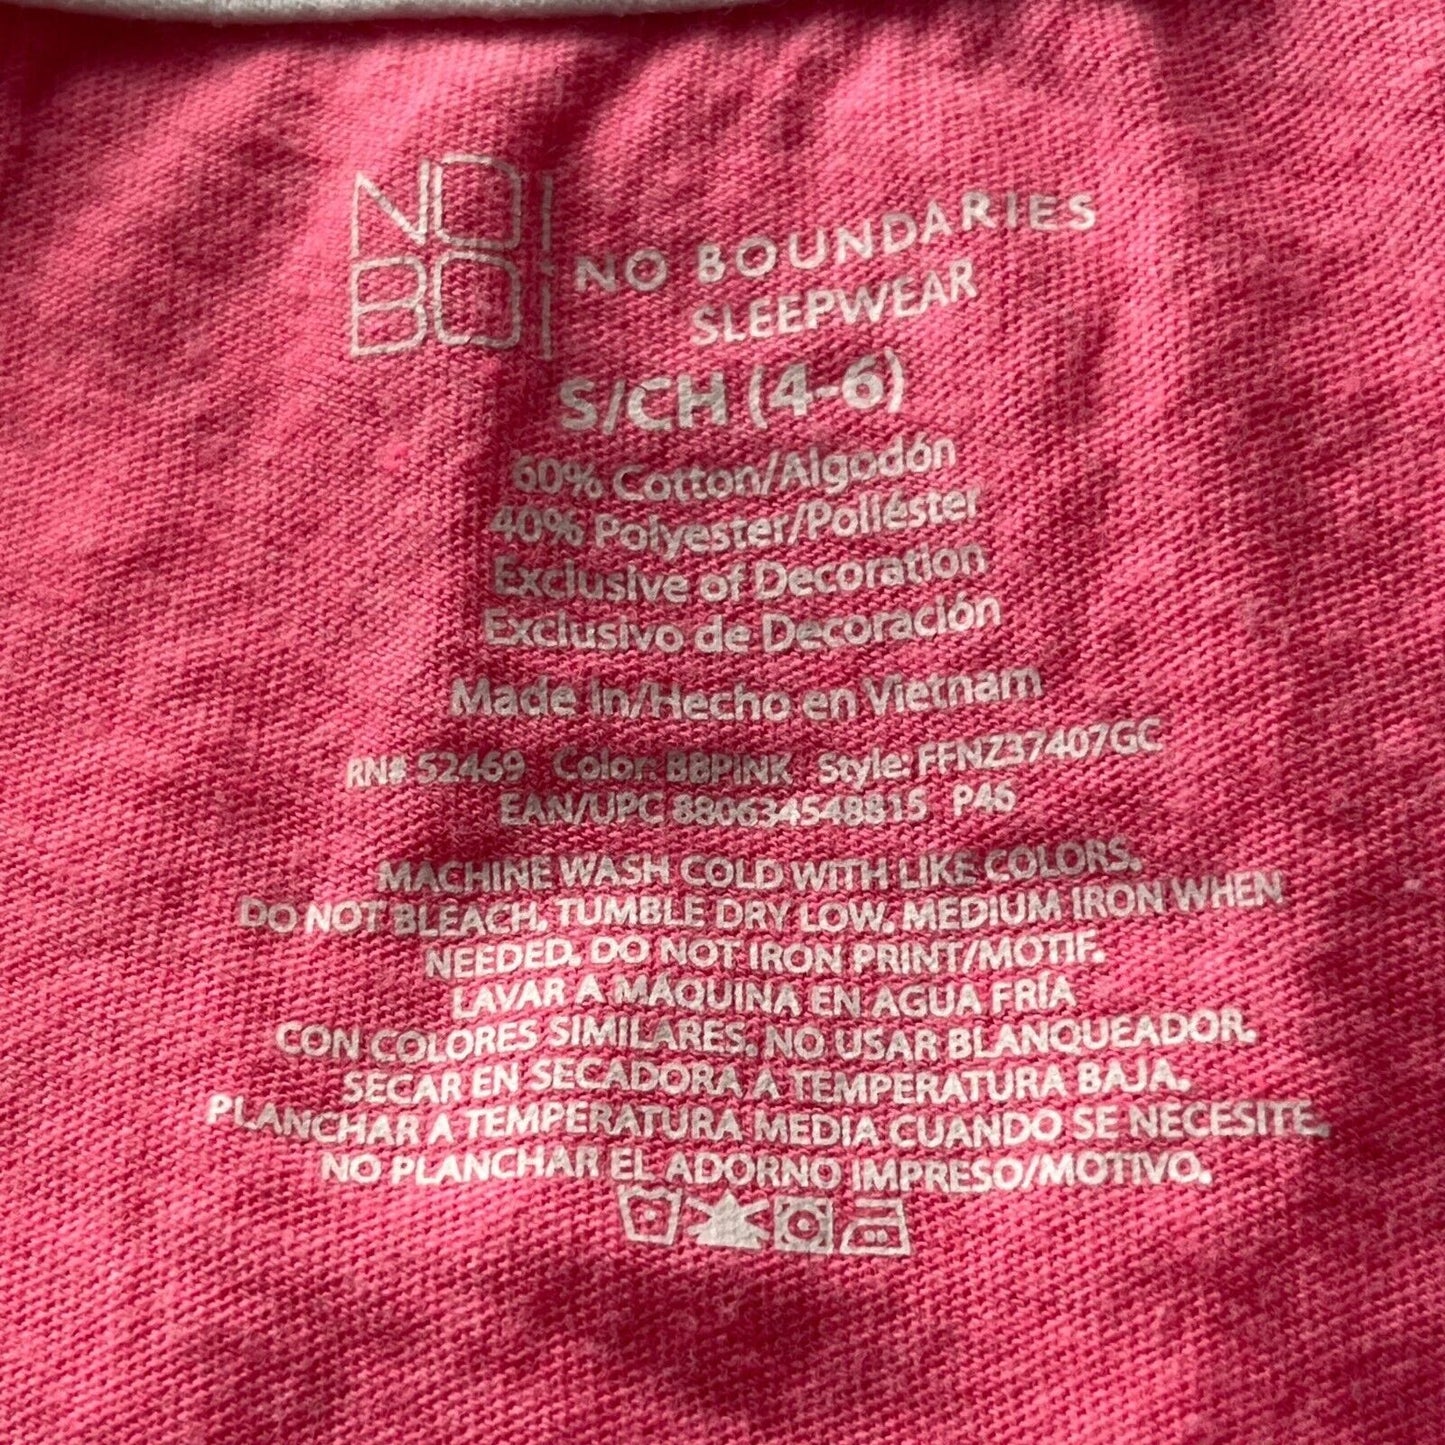 NO
BO
NO BOUNDARIES
SLEEPWEAR
S/CH (4-6)
60% Cotton/Algodón
40% Polyester/Poliéster
Exclusive of Decoration
Exclusivo de Decoración
Made In/Hecho en Vietnam
RN# 52469 Color: BBPINK Style: FFNZ37407GC
EAN/UPC 880634548815 P46
MACHINE WASH COLD WITH LIKE COLORS.
DO NOT BLEACH. TUMBLE DRY LOW. MEDIUM IRON WHEN
NEEDED. DO NOT IRON PRINT/MOTIF.
LAVAR A MÁQUINA EN AGUA FRÍA
CON COLORES SIMILARES. NO USAR BLANQUEADOR.
SECAR EN SECADORA A TEMPERATURA BAJA.
PLANCHAR A TEMPERATURA MEDIA CUANDO SE NECESITE.
NO PLANCHAR EL ADORNO IMPRESO/MOTIVO.